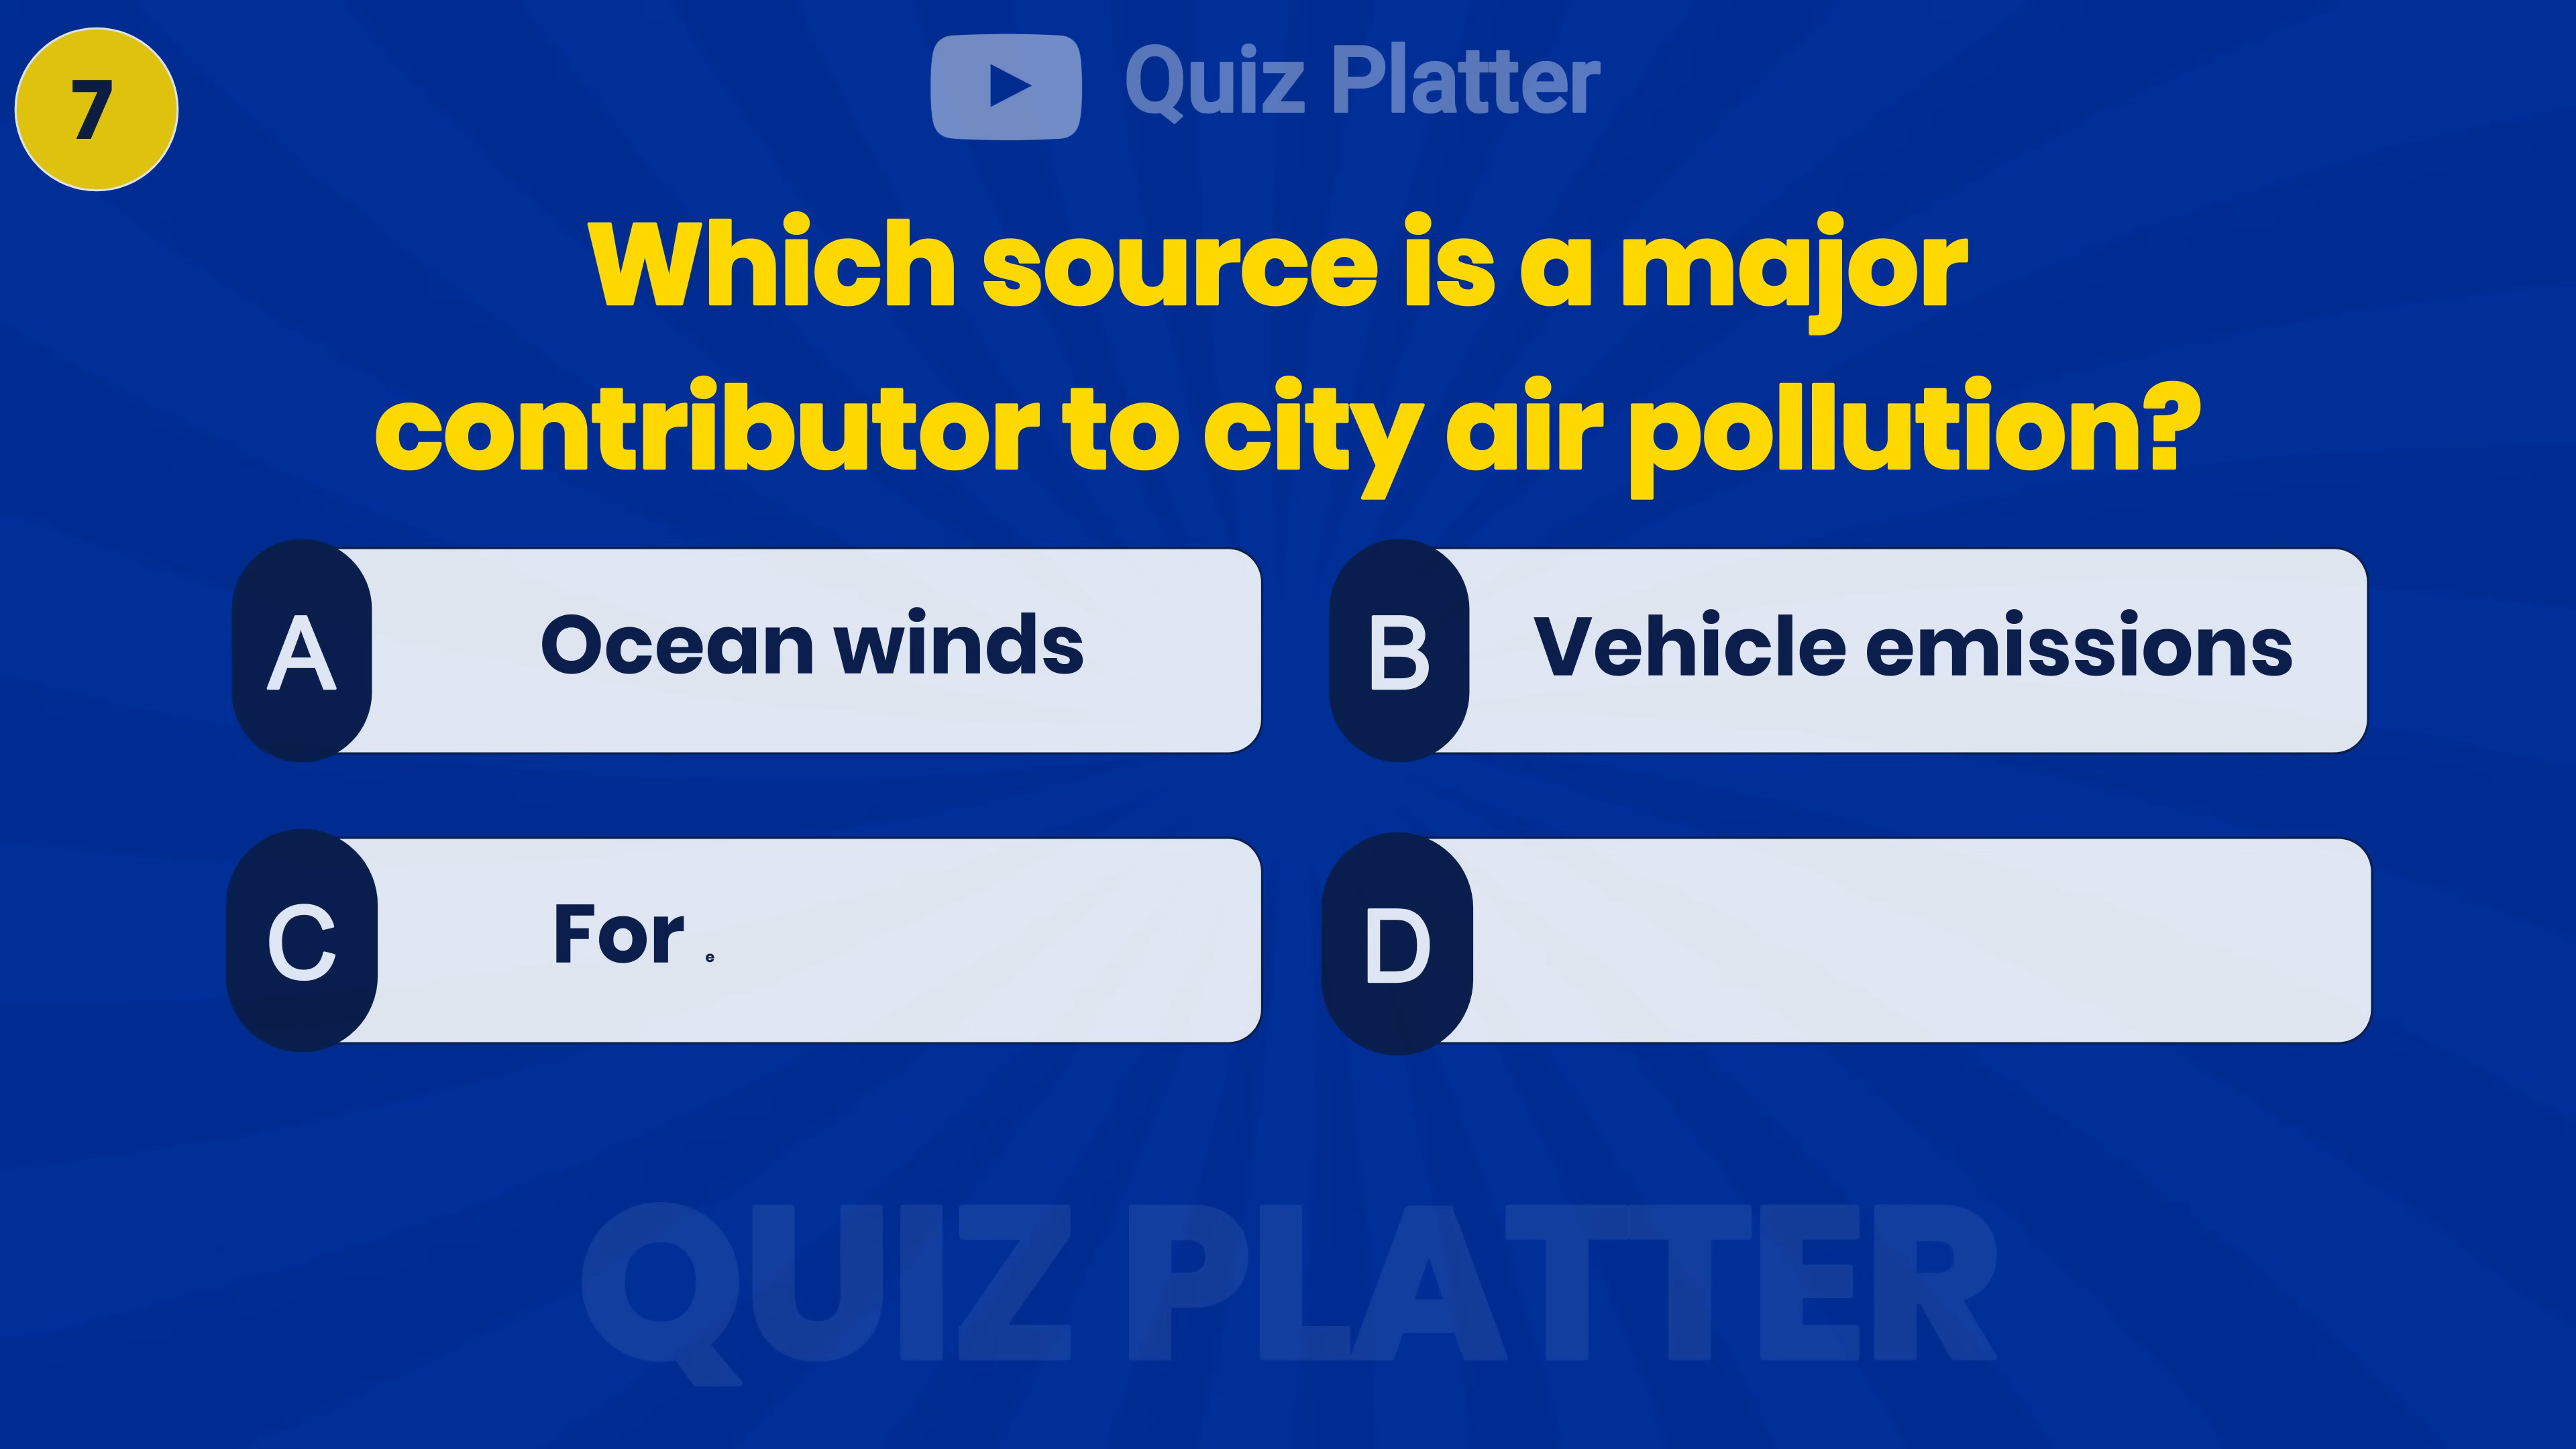 7
Quiz Platter
Which source is a major
contributor to city air pollution?
A Ocean winds
B Vehicle emissions
C For e
D
QUIZ PLATTER